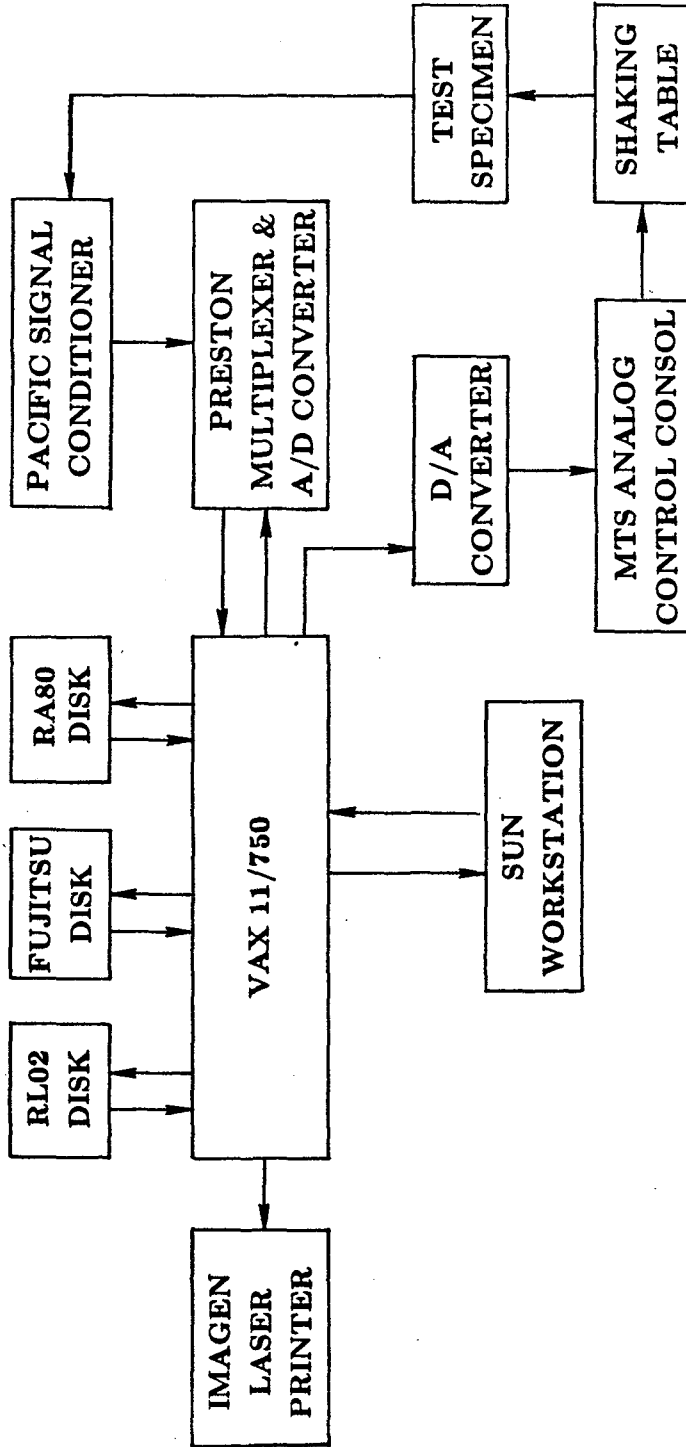 RL02
DISK
FUJITSU
DISK
RA80
DISK
PACIFIC SIGNAL
CONDITIONER
IMAGEN
LASER
PRINTER
VAX 11/750
PRESTON
MULTIPLEXER &
A/D CONVERTER
SUN
WORKSTATION
D/A
CONVERTER
TEST
SPECIMEN
MTS ANALOG
CONTROL CONSOL
SHAKING
TABLE